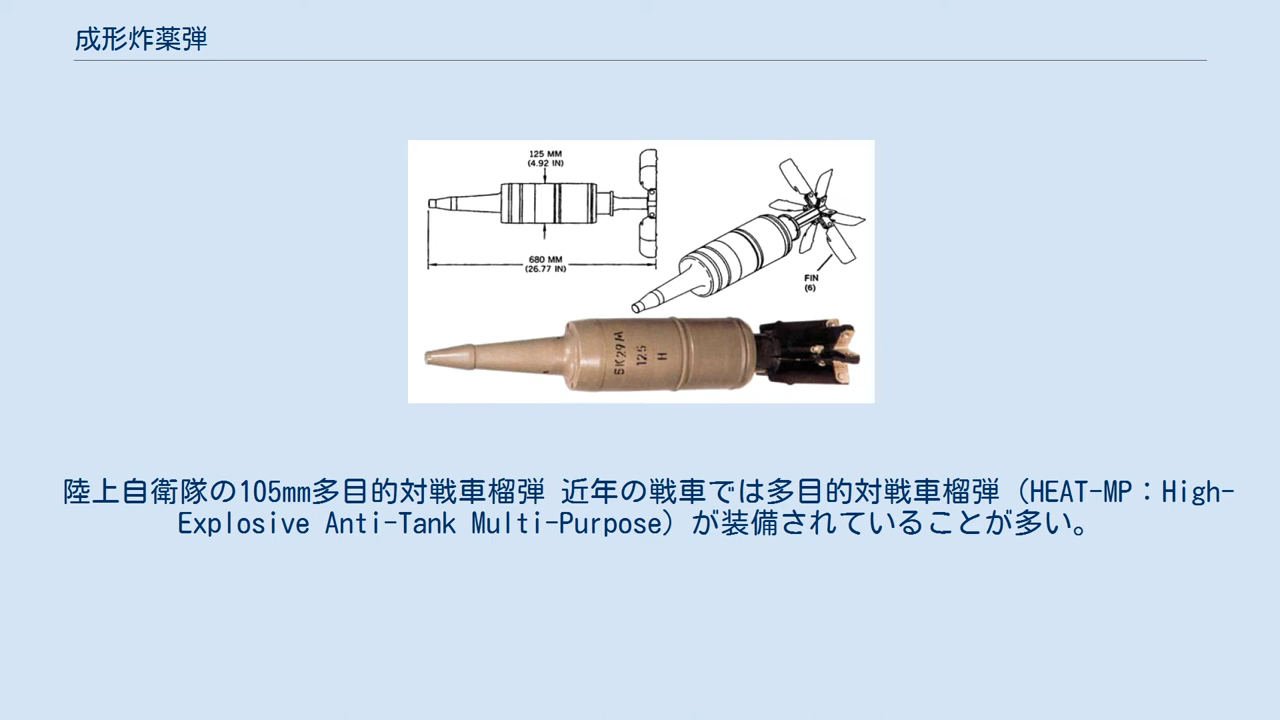 成形炸薬弾
125 MM
(4.92 IN)
680 MM
(26.77 IN)
FIN
(6)
БК29М
125
Н
陸上自衛隊の105mm多目的対戦車榴弾 近年の戦車では多目的対戦車榴弾（HEAT-MP：High-
Explosive Anti-Tank Multi-Purpose）が装備されていることが多い。